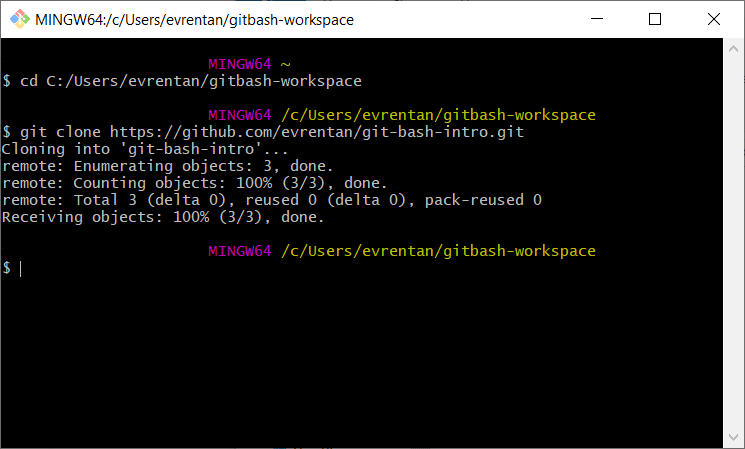 MINGW64:/c/Users/evrentan/gitbash-workspace
MINGW64 ~
$ cd C:/Users/evrentan/gitbash-workspace
MINGW64 /c/Users/evrentan/gitbash-workspace
$ git clone https://github.com/evrentan/git-bash-intro.git
Cloning into 'git-bash-intro'...
remote: Enumerating objects: 3, done.
remote: Counting objects: 100% (3/3), done.
remote: Total 3 (delta 0), reused 0 (delta 0), pack-reused 0
Receiving objects: 100% (3/3), done.
MINGW64 /c/Users/evrentan/gitbash-workspace
$